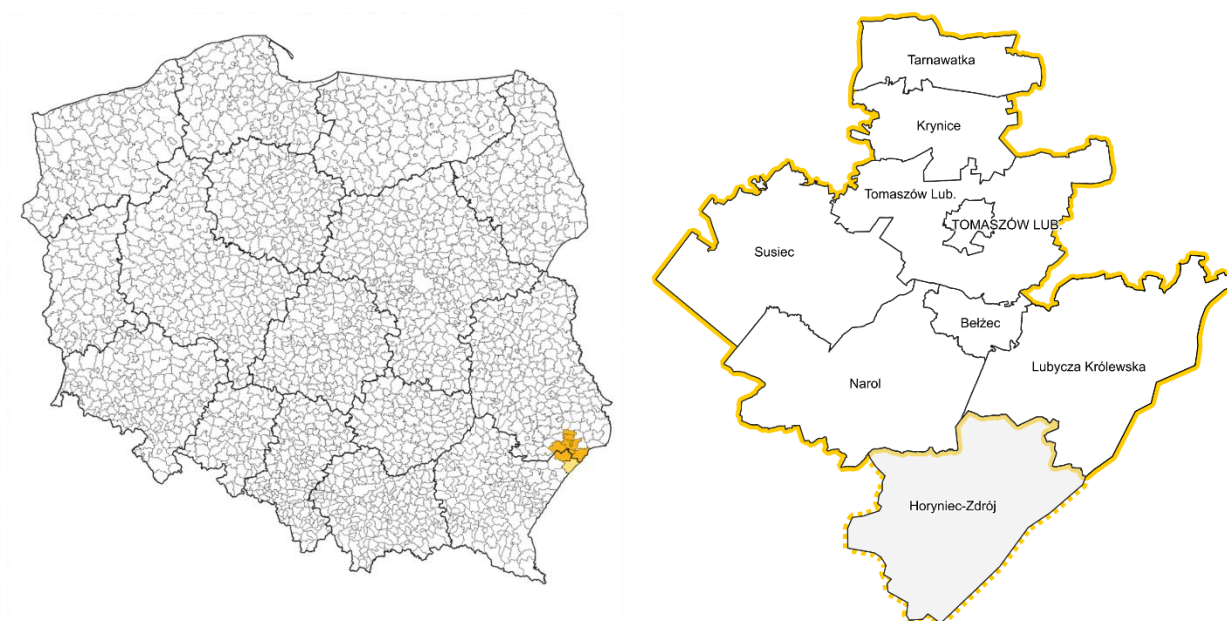 Tarnawatka
Krynice
Tomaszów Lub.
TOMASZÓW LUB.
Susiec
Bełżec
Lubycza Królewska
Narol
Horyniec-Zdrój